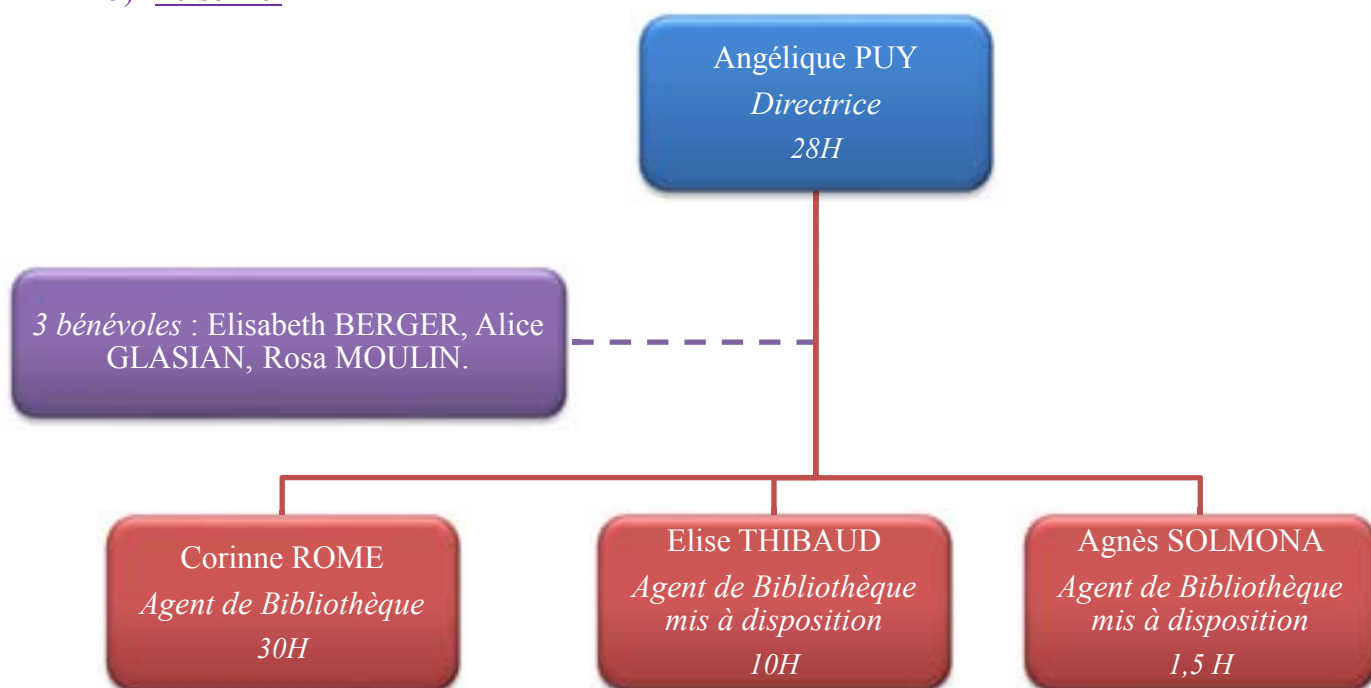 Angélique PUY
Directrice
28H
3 bénévoles : Elisabeth BERGER, Alice
GLASIAN, Rosa MOULIN.
Corinne ROME
Agent de Bibliothèque
30H
Elise THIBAUD
Agent de Bibliothèque
mis à disposition
10H
Agnès SOLMONA
Agent de Bibliothèque
mis à disposition
1,5 H